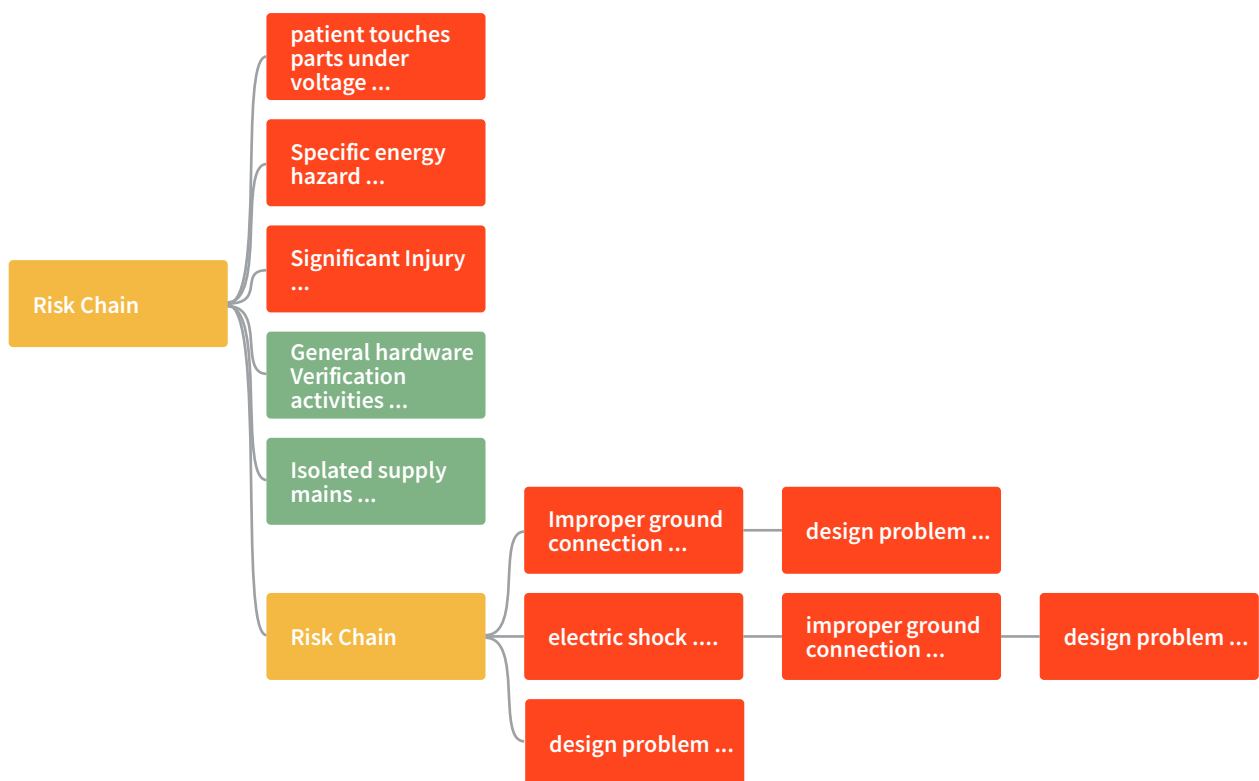 patient touches
parts under
voltage ...
Specific energy
hazard ...
Significant Injury
...
Risk Chain
General hardware
Verification
activities ...
Isolated supply
mains ...
Improper ground
connection ...
design problem ...
Risk Chain
electric shock ....
improper ground
connection ...
design problem ...
design problem ...